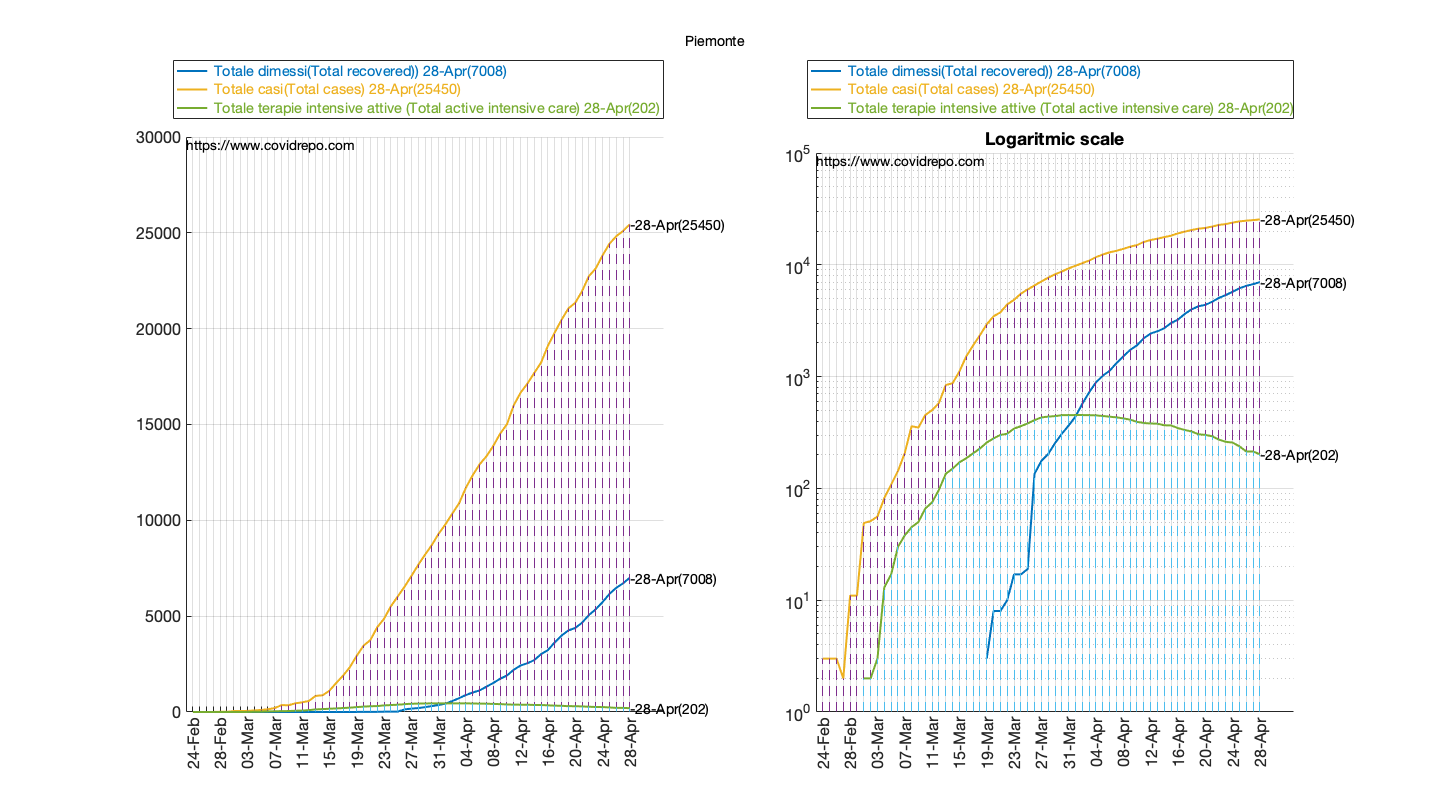 Piemonte
Totale dimessi(Total recovered)) 28-Apr(7008)
Totale casi(Total cases) 28-Apr(25450)
Totale terapie intensive attive (Total active intensive care) 28-Apr(202)
30000
25000
20000
15000
10000
5000
0
https://www.covidrepo.com
-28-Apr(25450)
-28-Apr(7008)
-28-Apr(202)
24-Feb
28-Feb
03-Mar
07-Mar
11-Mar
15-Mar
19-Mar
23-Mar
27-Mar
31-Mar
04-Apr
08-Apr
12-Apr
16-Apr
20-Apr
24-Apr
28-Apr
Totale dimessi(Total recovered)) 28-Apr(7008)
Totale casi(Total cases) 28-Apr(25450)
Totale terapie intensive attive (Total active intensive care) 28-Apr(202)
Logaritmic scale
10^5
10^4
10^3
10^2
10^1
10^0
https://www.covidrepo.com
-28-Apr(25450)
-28-Apr(7008)
-28-Apr(202)
24-Feb
28-Feb
03-Mar
07-Mar
11-Mar
15-Mar
19-Mar
23-Mar
27-Mar
31-Mar
04-Apr
08-Apr
12-Apr
16-Apr
20-Apr
24-Apr
28-Apr